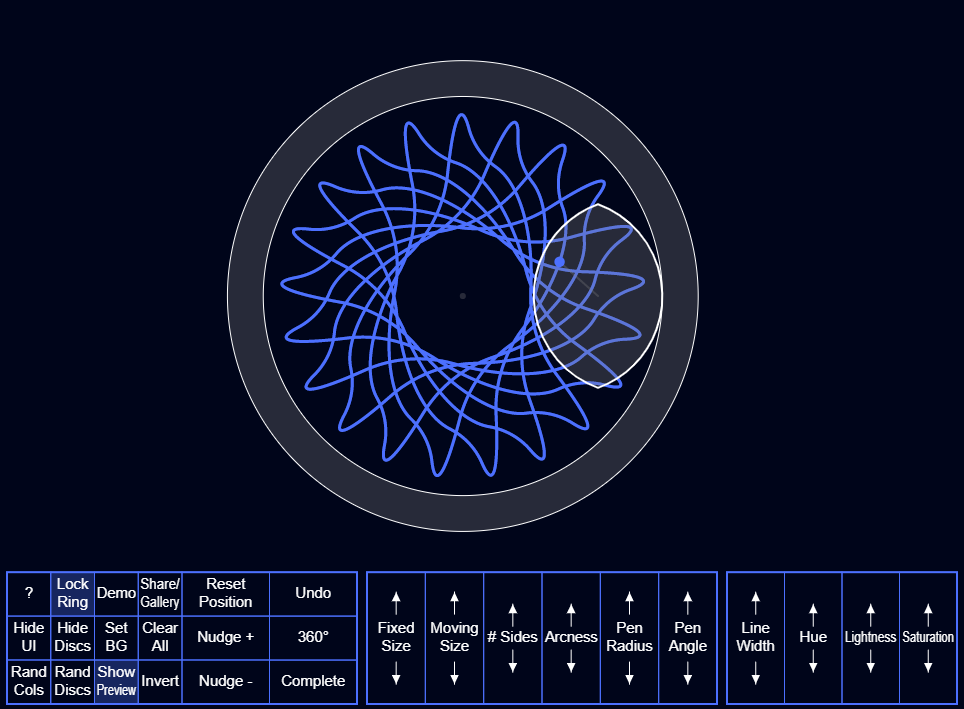 ?
Lock
Ring
Demo
Share/
Gallery
Reset
Position
Undo
Hide
UI
Hide
Discs
Set
BG
Clear
All
Nudge +
360°
Rand
Cols
Rand
Discs
Show
Preview
Invert
Nudge -
Complete
Fixed
Size
Moving
Size
# Sides
Arcness
Pen
Radius
Pen
Angle
Line
Width
Hue
Lightness
Saturation